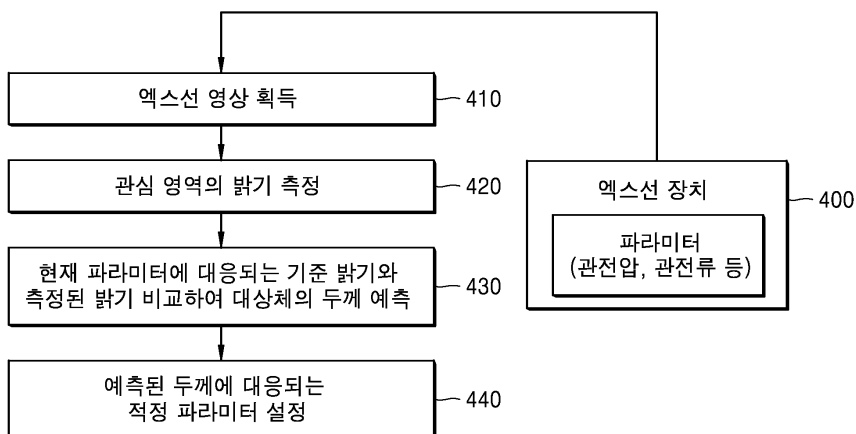 엑스선 영상 획득
410
관심 영역의 밝기 측정
420
현재 파라미터에 대응되는 기준 밝기와
측정된 밝기 비교하여 대상체의 두께 예측
430
예측된 두께에 대응되는
적정 파라미터 설정
440
엑스선 장치
파라미터
(관전압, 관전류 등)
400